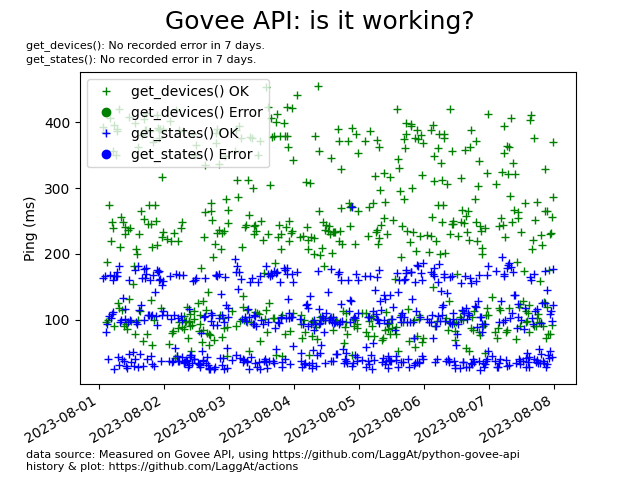 Govee API: is it working?
get_devices(): No recorded error in 7 days.
get_states(): No recorded error in 7 days.
get_devices() OK
get_devices() Error
get_states() OK
get_states() Error
400
300
200
100
Ping (ms)
2023-08-01
2023-08-02
2023-08-03
2023-08-04
2023-08-05
2023-08-06
2023-08-07
2023-08-08
data source: Measured on Govee API, using https://github.com/LaggAt/python-govee-api
history & plot: https://github.com/LaggAt/actions